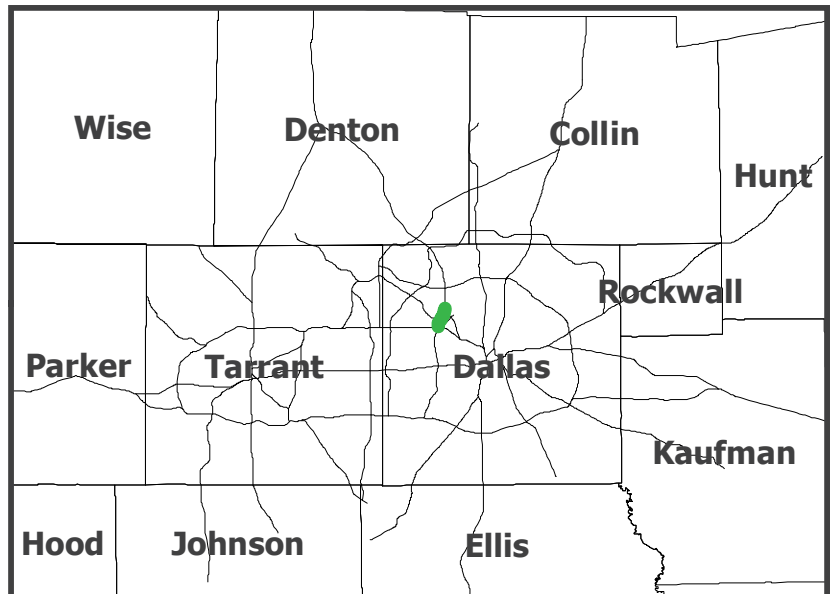 Wise
Denton
Collin
Hunt
Rockwall
Parker
Tarrant
Dallas
Kaufman
Hood
Johnson
Ellis